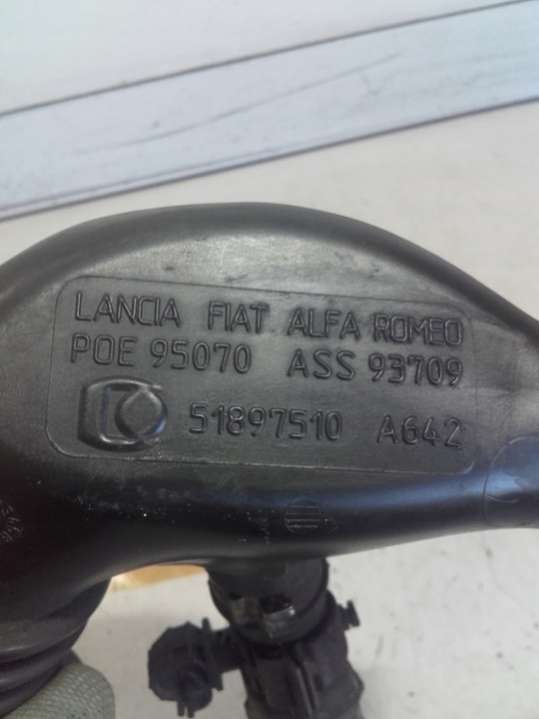 LANCIA FIAT ALFA ROMEO
POE 95070 ASS 93709
51897510 A642